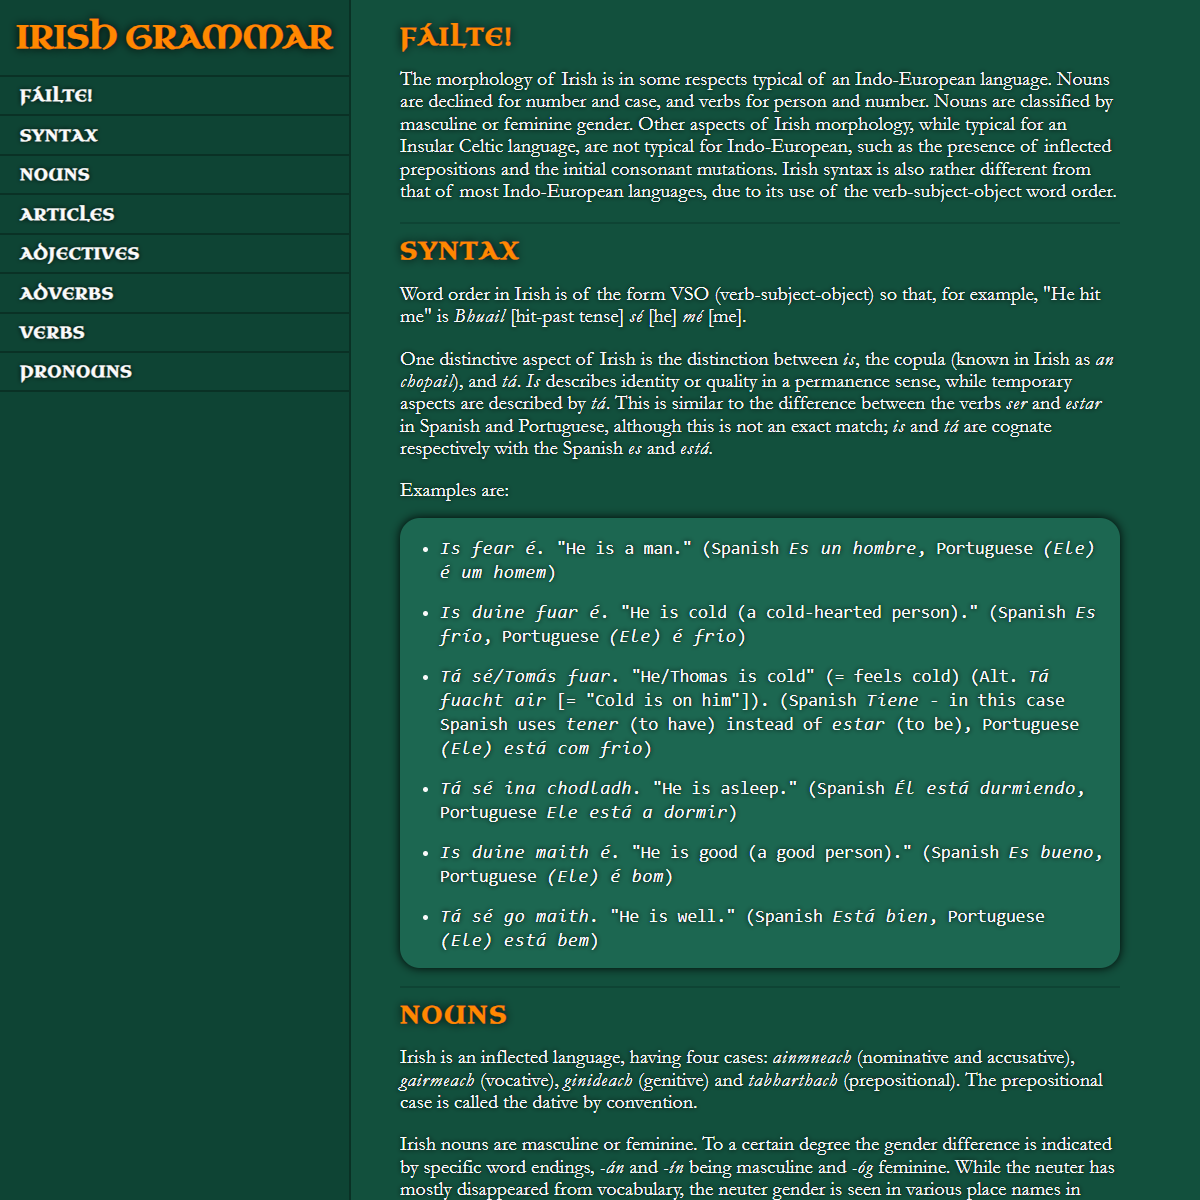 IRISH GRAMMAR
FÁILTE!
SYNTAX
NOUNS
ARTICLES
ADJECTIVES
ADVERBS
VERBS
PRONOUNS
FÁILTE!
The morphology of Irish is in some respects typical of an Indo-European language. Nouns
are declined for number and case, and verbs for person and number. Nouns are classified by
masculine or feminine gender. Other aspects of Irish morphology, while typical for an
Insular Celtic language, are not typical for Indo-European, such as the presence of inflected
prepositions and the initial consonant mutations. Irish syntax is also rather different from
that of most Indo-European languages, due to its use of the verb-subject-object word order.
SYNTAX
Word order in Irish is of the form VSO (verb-subject-object) so that, for example, "He hit
me" is Bhuail [hit-past tense] sé [he] mé [me].
One distinctive aspect of Irish is the distinction between is, the copula (known in Irish as an
chopail), and tá. Is describes identity or quality in a permanence sense, while temporary
aspects are described by tá. This is similar to the difference between the verbs ser and estar
in Spanish and Portuguese, although this is not an exact match; is and tá are cognate
respectively with the Spanish es and está.
Examples are:
• Is fear é. "He is a man." (Spanish Es un hombre, Portuguese (Ele)
é um homem)
• Is duine fuar é. "He is cold (a cold-hearted person)." (Spanish Es
frío, Portuguese (Ele) é frio)
• Tá sé/Tomás fuar. "He/Thomas is cold" (= feels cold) (Alt. Tá
fuacht air [= "Cold is on him"]). (Spanish Tiene - in this case
Spanish uses tener (to have) instead of estar (to be), Portuguese
(Ele) está com frio)
• Tá sé ina chodladh. "He is asleep." (Spanish Él está durmiendo,
Portuguese Ele está a dormir)
• Is duine maith é. "He is good (a good person)." (Spanish Es bueno,
Portuguese (Ele) é bom)
• Tá sé go maith. "He is well." (Spanish Está bien, Portuguese
(Ele) está bem)
NOUNS
Irish is an inflected language, having four cases: ainmneach (nominative and accusative),
gairmeach (vocative), ginideach (genitive) and tabharthach (prepositional). The prepositional
case is called the dative by convention.
Irish nouns are masculine or feminine. To a certain degree the gender difference is indicated
by specific word endings, -án and -ín being masculine and -óg feminine. While the neuter has
mostly disappeared from vocabulary, the neuter gender is seen in various place names in